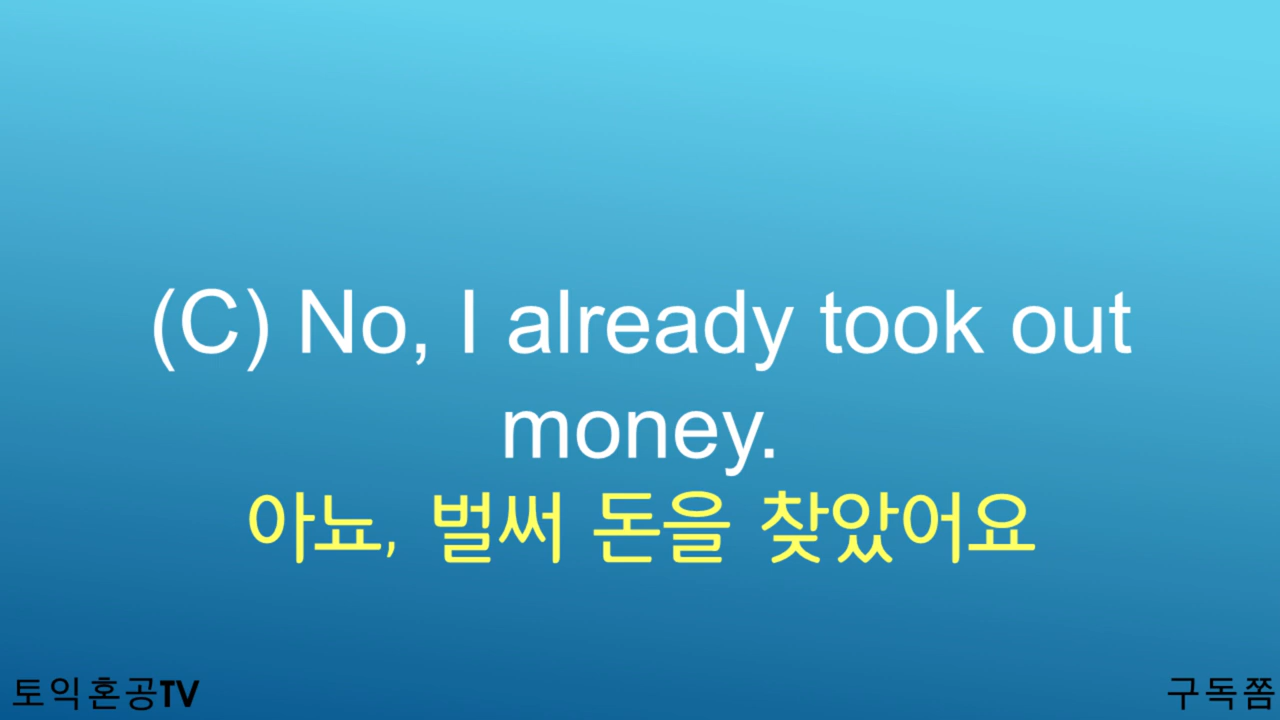 (C) No, I already took out
money.
아뇨, 벌써 돈을 찾았어요
토익혼공TV
구독쫌